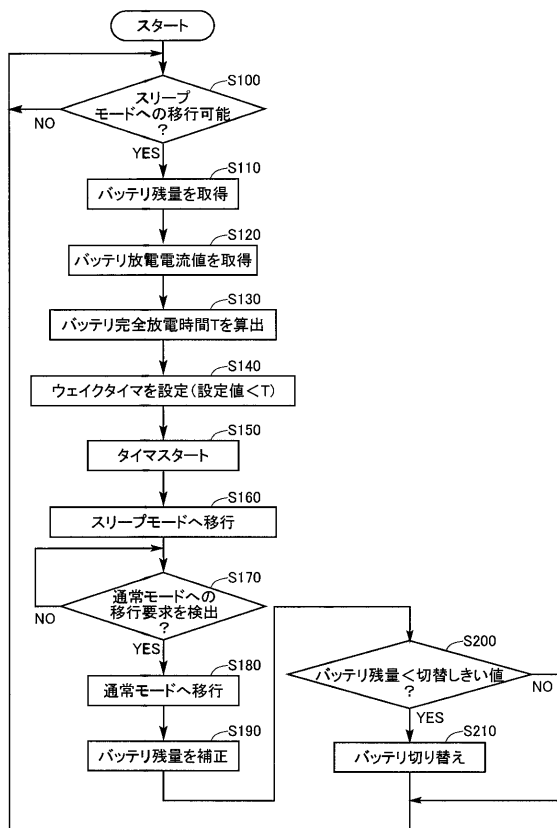 スタート
S100
スリープ
モードへの移行可能
?
NO
YES
S110
バッテリ残量を取得
S120
バッテリ放電電流値を取得
S130
バッテリ完全放電時間Tを算出
S140
ウェイクタイマを設定(設定値<T)
S150
タイマスタート
S160
スリープモードへ移行
S170
通常モードへの
移行要求を検出
?
NO
YES
S180
通常モードへ移行
S190
バッテリ残量を補正
S200
バッテリ残量<切替しきい値
?
NO
YES
S210
バッテリ切り替え